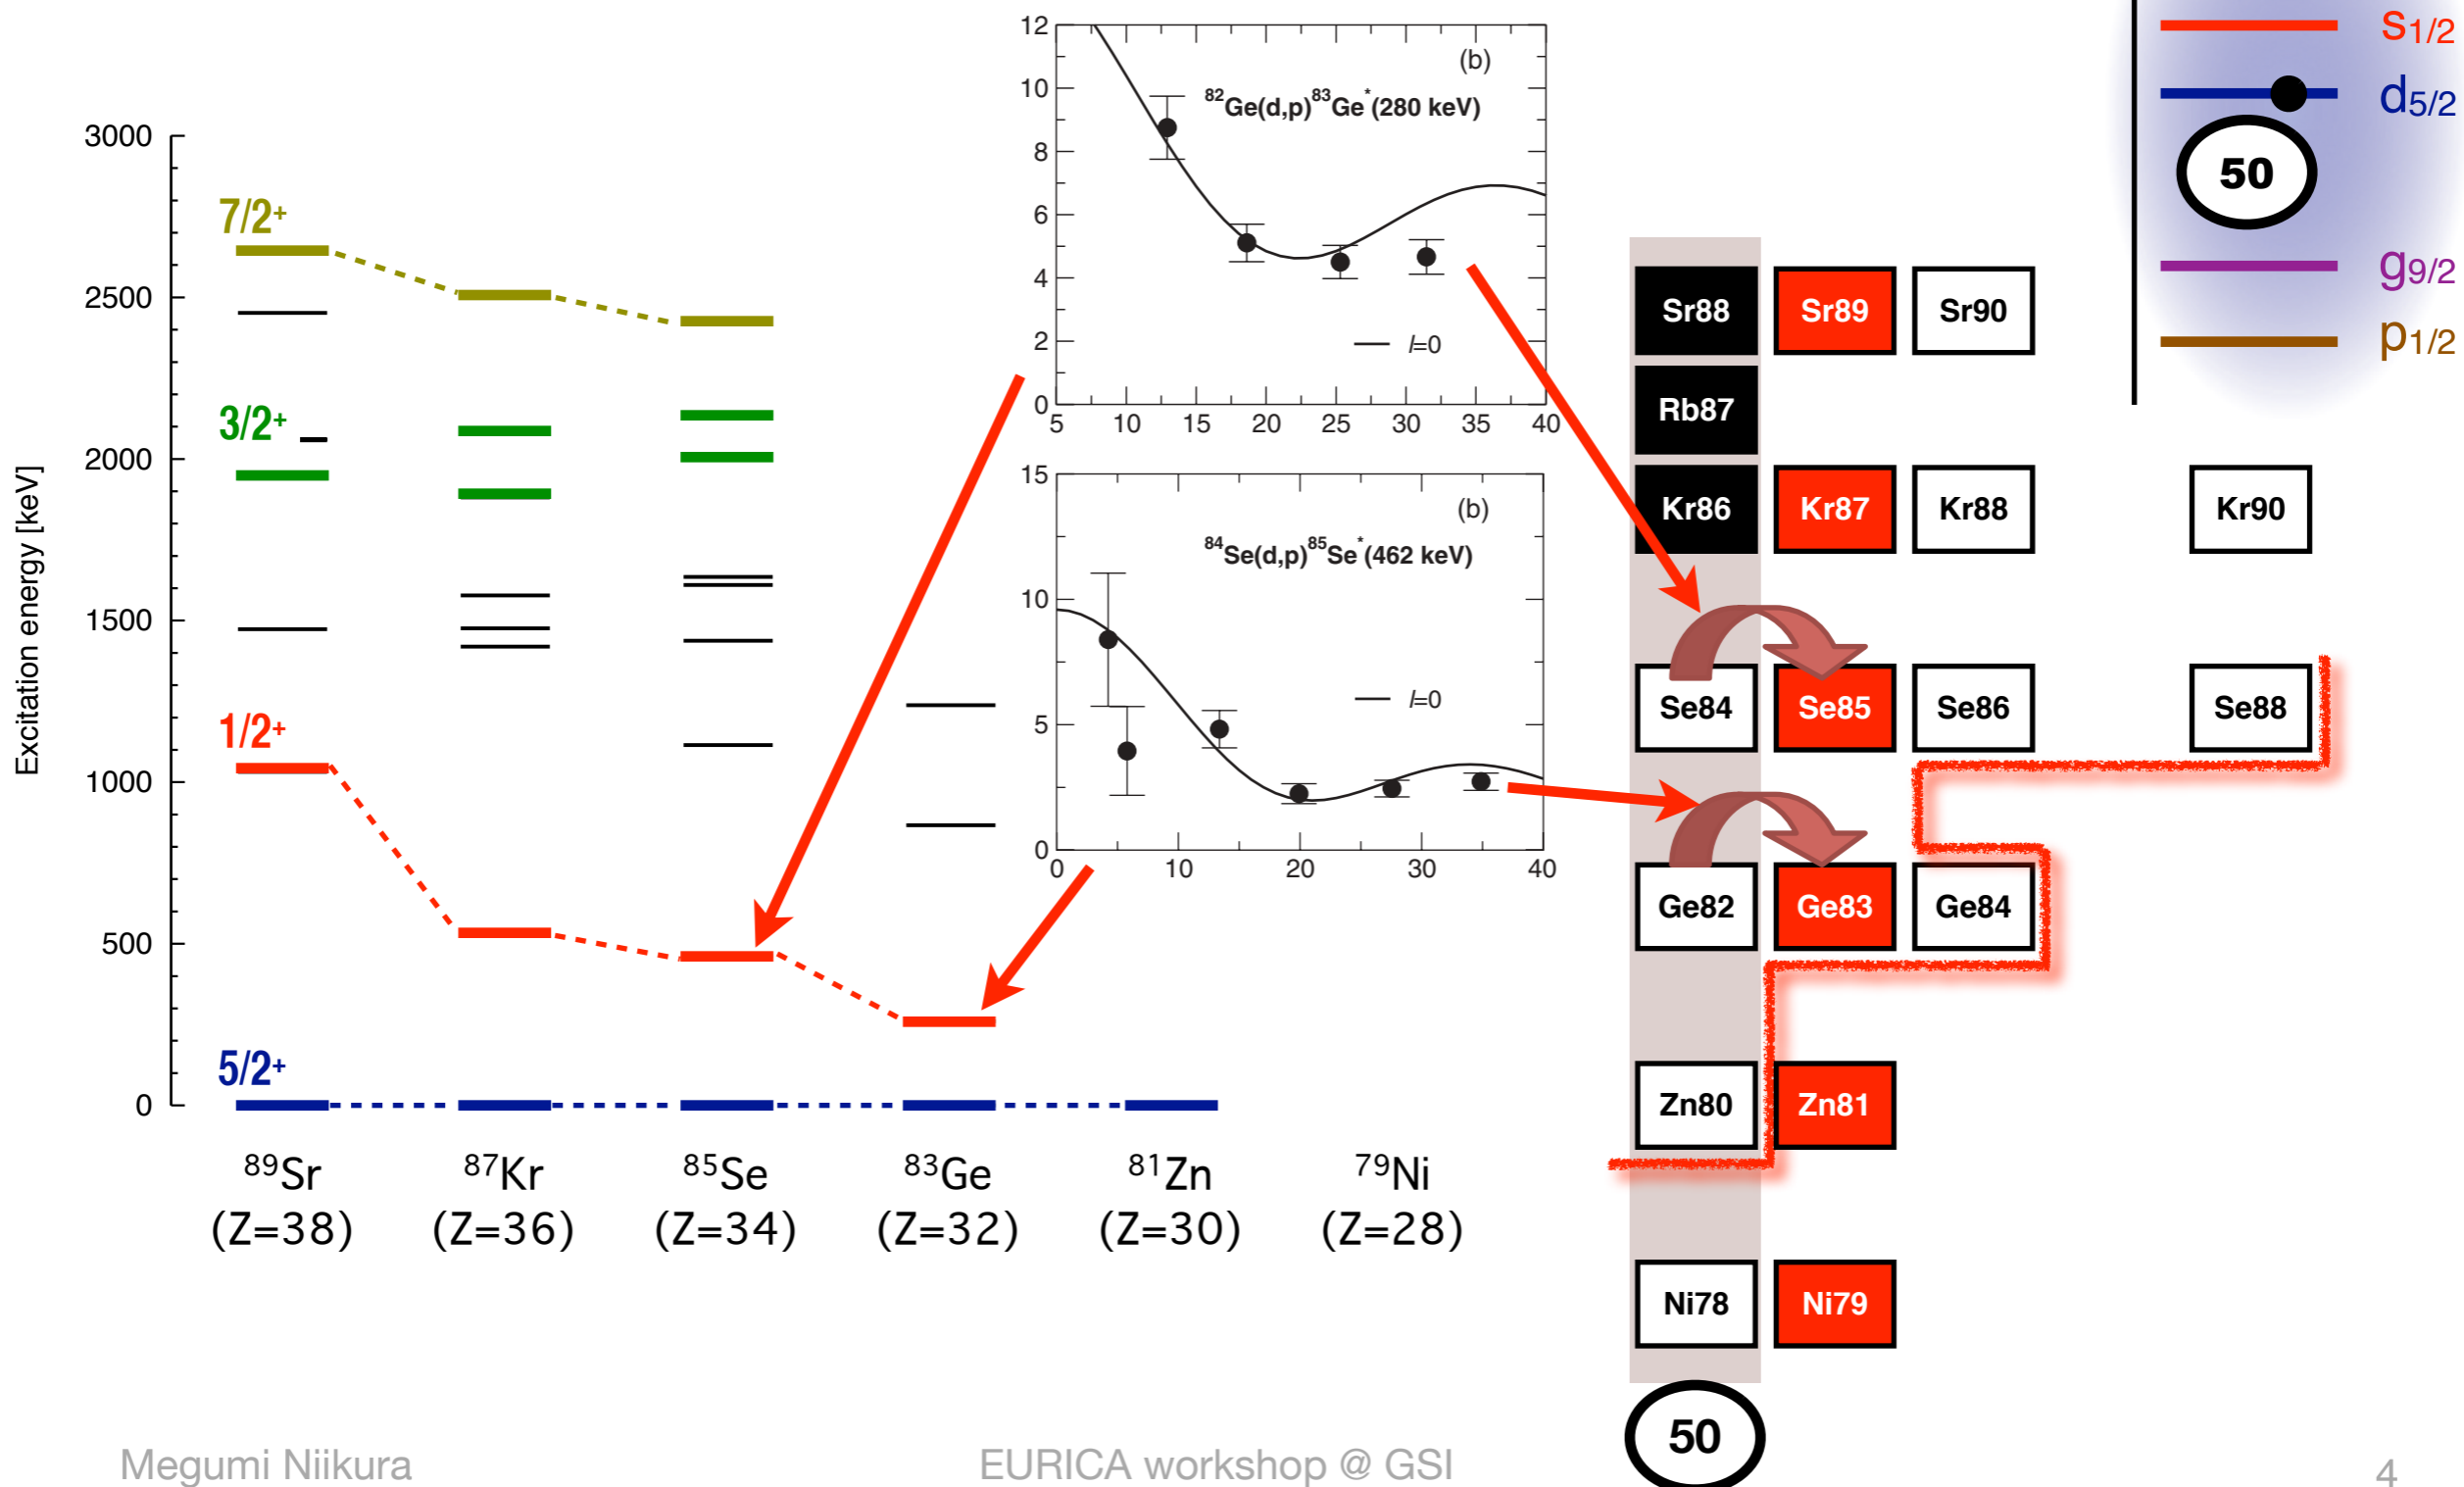 s1/2
d5/2
50
g9/2
p1/2
Excitation energy [keV]
3000
2500
2000
1500
1000
500
0
7/2+
3/2+
1/2+
5/2+
89Sr
(Z=38)
87Kr
(Z=36)
85Se
(Z=34)
83Ge
(Z=32)
81Zn
(Z=30)
79Ni
(Z=28)
12
10
8
6
4
2
0
5 10 15 20 25 30 35 40
(b)
82Ge(d,p)83Ge*(280 keV)
l=0
15
10
5
0
0 10 20 30 40
(b)
84Se(d,p)85Se*(462 keV)
l=0
Sr88 Sr89 Sr90
Rb87
Kr86 Kr87 Kr88 Kr90
Se84 Se85 Se86 Se88
Ge82 Ge83 Ge84
Zn80 Zn81
Ni78 Ni79
50
Megumi Niikura
EURICA workshop @ GSI
4